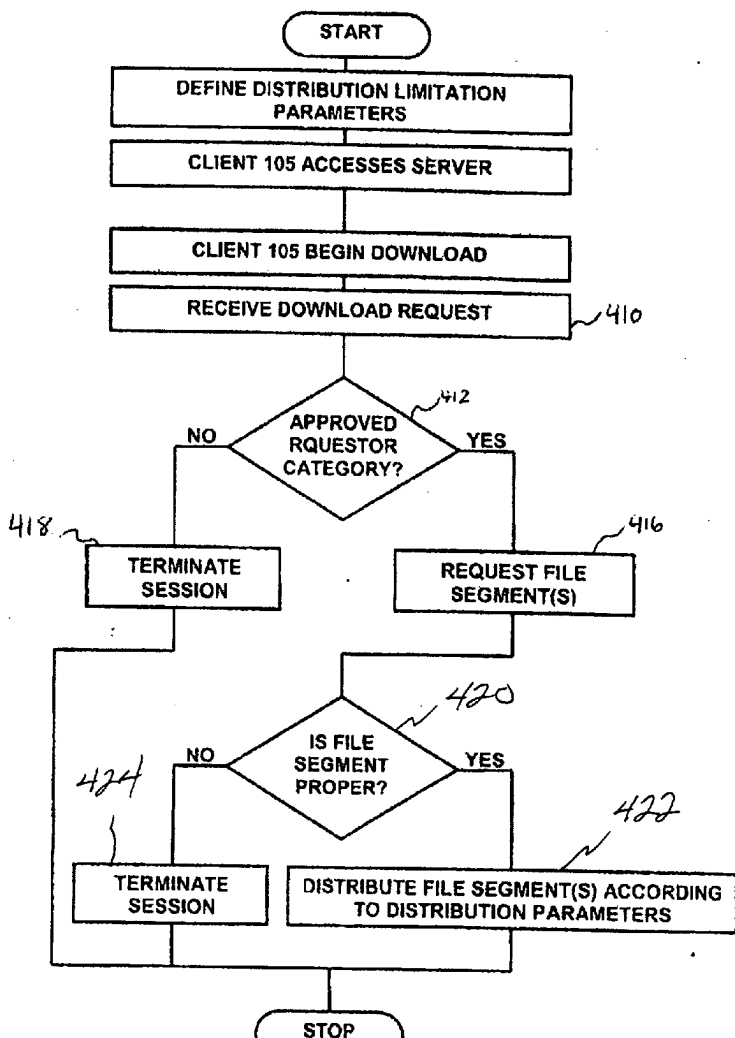 START
DEFINE DISTRIBUTION LIMITATION
PARAMETERS
CLIENT 105 ACCESSES SERVER
CLIENT 105 BEGIN DOWNLOAD
RECEIVE DOWNLOAD REQUEST
410
412
APPROVED
RQUESTOR
CATEGORY?
NO
YES
418
416
TERMINATE
SESSION
REQUEST FILE
SEGMENT(S)
420
IS FILE
SEGMENT
PROPER?
NO
YES
424
422
TERMINATE
SESSION
DISTRIBUTE FILE SEGMENT(S) ACCORDING
TO DISTRIBUTION PARAMETERS
STOP